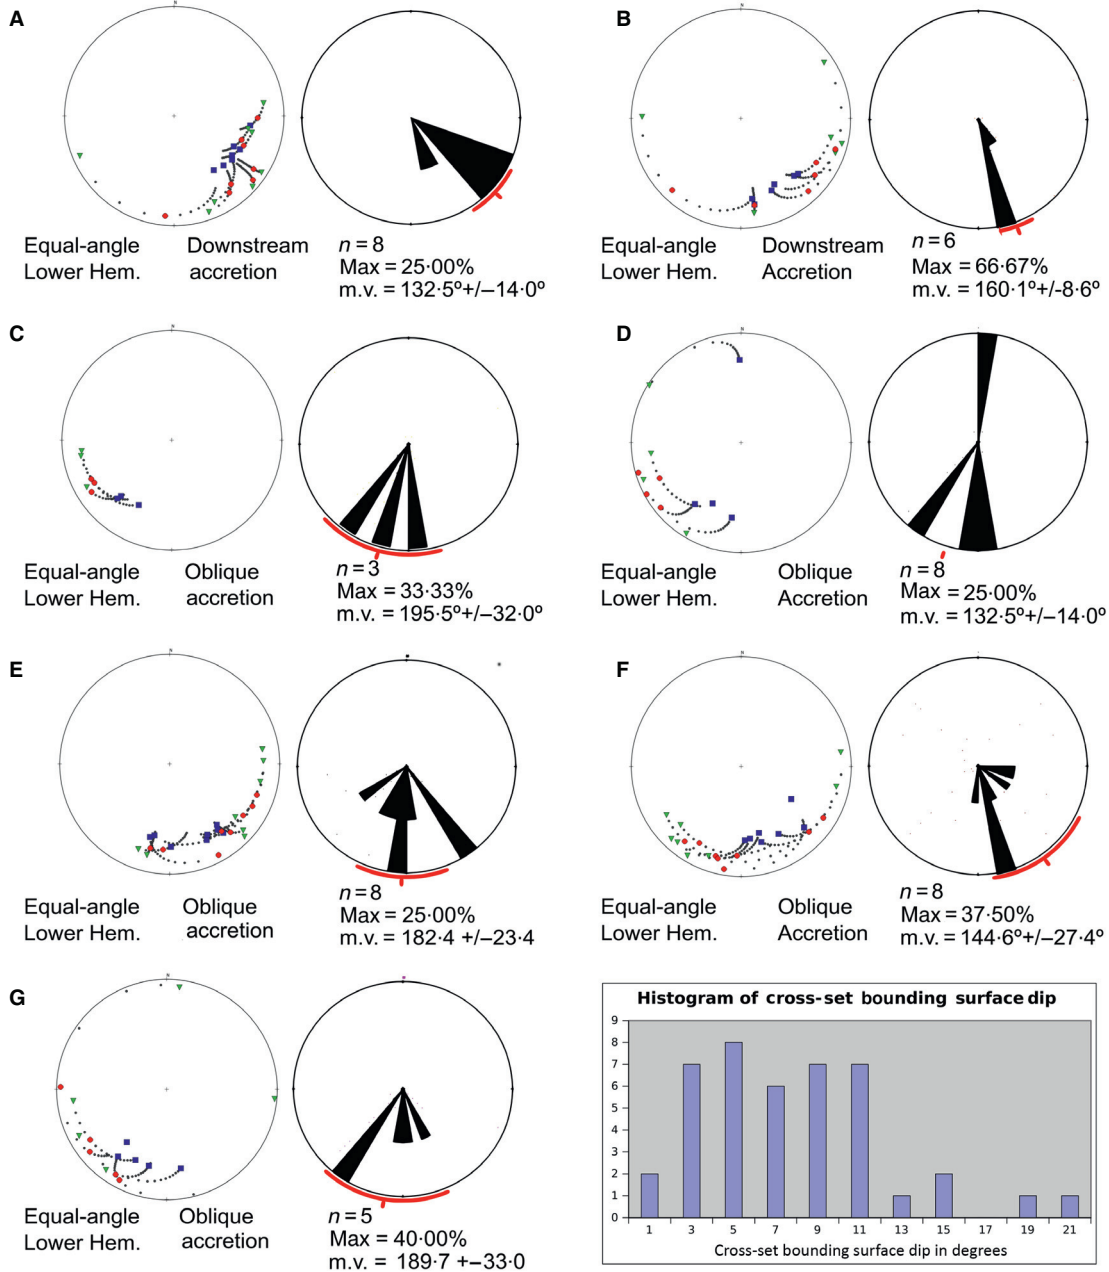 A
N
Equal-angle
Lower Hem.
Downstream
accretion
n = 8
Max = 25·00%
m.v. = 132·5º+/–14·0º
B
N
Equal-angle
Lower Hem.
Downstream
Accretion
n = 6
Max = 66·67%
m.v. = 160·1º+/-8·6º
C
N
Equal-angle
Lower Hem.
Oblique
accretion
n = 3
Max = 33·33%
m.v. = 195·5º+/–32·0º
D
N
Equal-angle
Lower Hem.
Oblique
Accretion
n = 8
Max = 25·00%
m.v. = 132·5º+/–14·0º
E
N
Equal-angle
Lower Hem.
Oblique
accretion
n = 8
Max = 25·00%
m.v. = 182·4 +/–23·4
F
N
Equal-angle
Lower Hem.
Oblique
Accretion
n = 8
Max = 37·50%
m.v. = 144·6º+/–27·4º
G
N
Equal-angle
Lower Hem.
Oblique
accretion
n = 5
Max = 40·00%
m.v. = 189·7 +–33·0
Histogram of cross-set bounding surface dip
9
8
7
6
5
4
3
2
1
0
1 3 5 7 9 11 13 15 17 19 21
Cross-set bounding surface dip in degrees